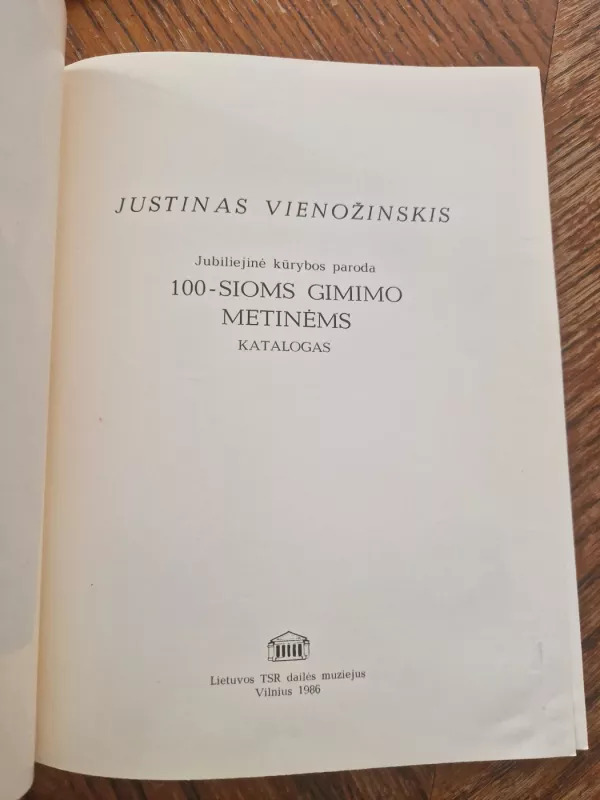 JUSTINAS VIENOŽINSKIS
Jubiliejinė kūrybos paroda
100-SIOMS GIMIMO
METINĖMS
KATALOGAS
Lietuvos TSR dailės muziejus
Vilnius 1986